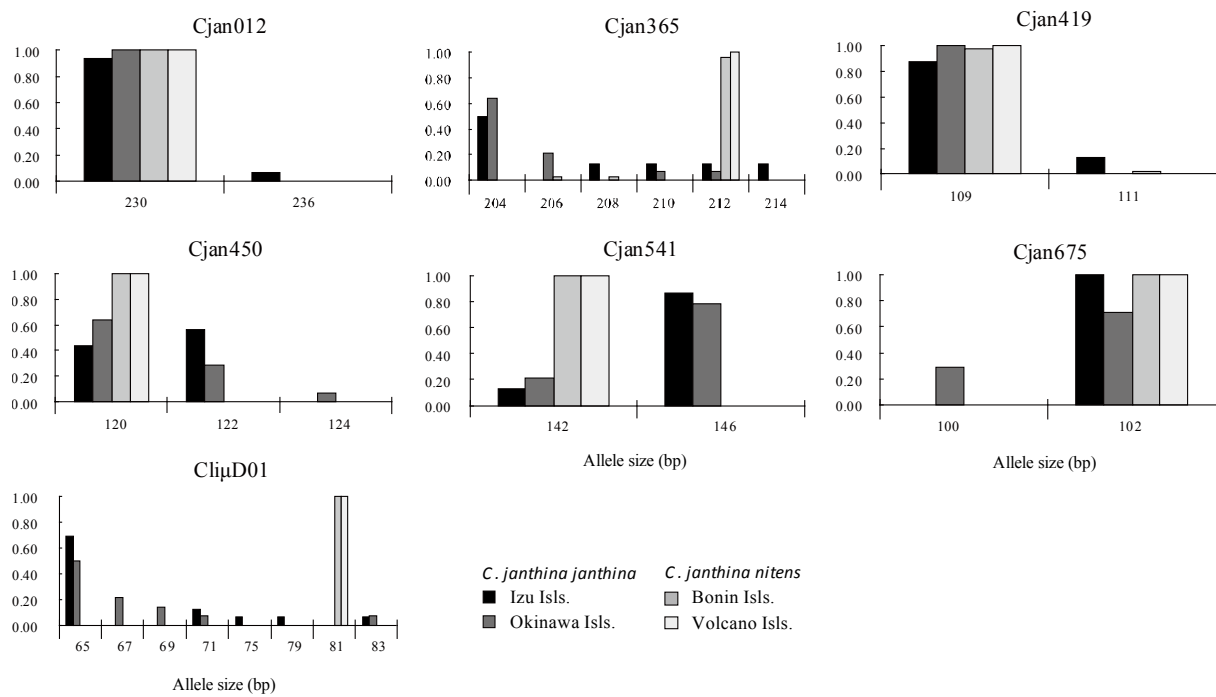 Cjan012
1.00
0.80
0.60
0.40
0.20
0.00
230 236
Cjan365
1.00
0.80
0.60
0.40
0.20
0.00
204 206 208 210 212 214
Cjan419
1.00
0.80
0.60
0.40
0.20
0.00
109 111
Cjan450
1.00
0.80
0.60
0.40
0.20
0.00
120 122 124
Cjan541
1.00
0.80
0.60
0.40
0.20
0.00
142 146
Allele size (bp)
Cjan675
1.00
0.80
0.60
0.40
0.20
0.00
100 102
Allele size (bp)
CliμD01
1.00
0.80
0.60
0.40
0.20
0.00
65 67 69 71 75 79 81 83
Allele size (bp)
C. janthina janthina C. janthina nitens
Izu Isls. Bonin Isls.
Okinawa Isls. Volcano Isls.